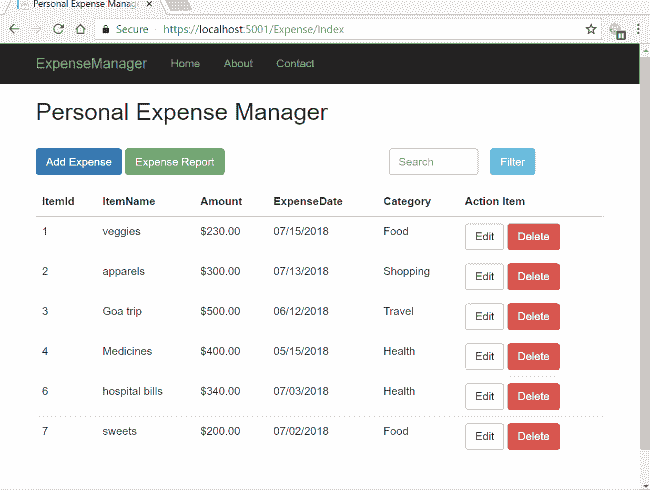 Personal Expense Manag
Secure https://localhost:5001/Expense/Index
ExpenseManager Home About Contact
Personal Expense Manager
Add Expense Expense Report Search Filter
ItemId ItemName Amount ExpenseDate Category Action Item
1 veggies $230.00 07/15/2018 Food Edit Delete
2 apparels $300.00 07/13/2018 Shopping Edit Delete
3 Goa trip $500.00 06/12/2018 Travel Edit Delete
4 Medicines $400.00 05/15/2018 Health Edit Delete
6 hospital bills $340.00 07/03/2018 Health Edit Delete
7 sweets $200.00 07/02/2018 Food Edit Delete